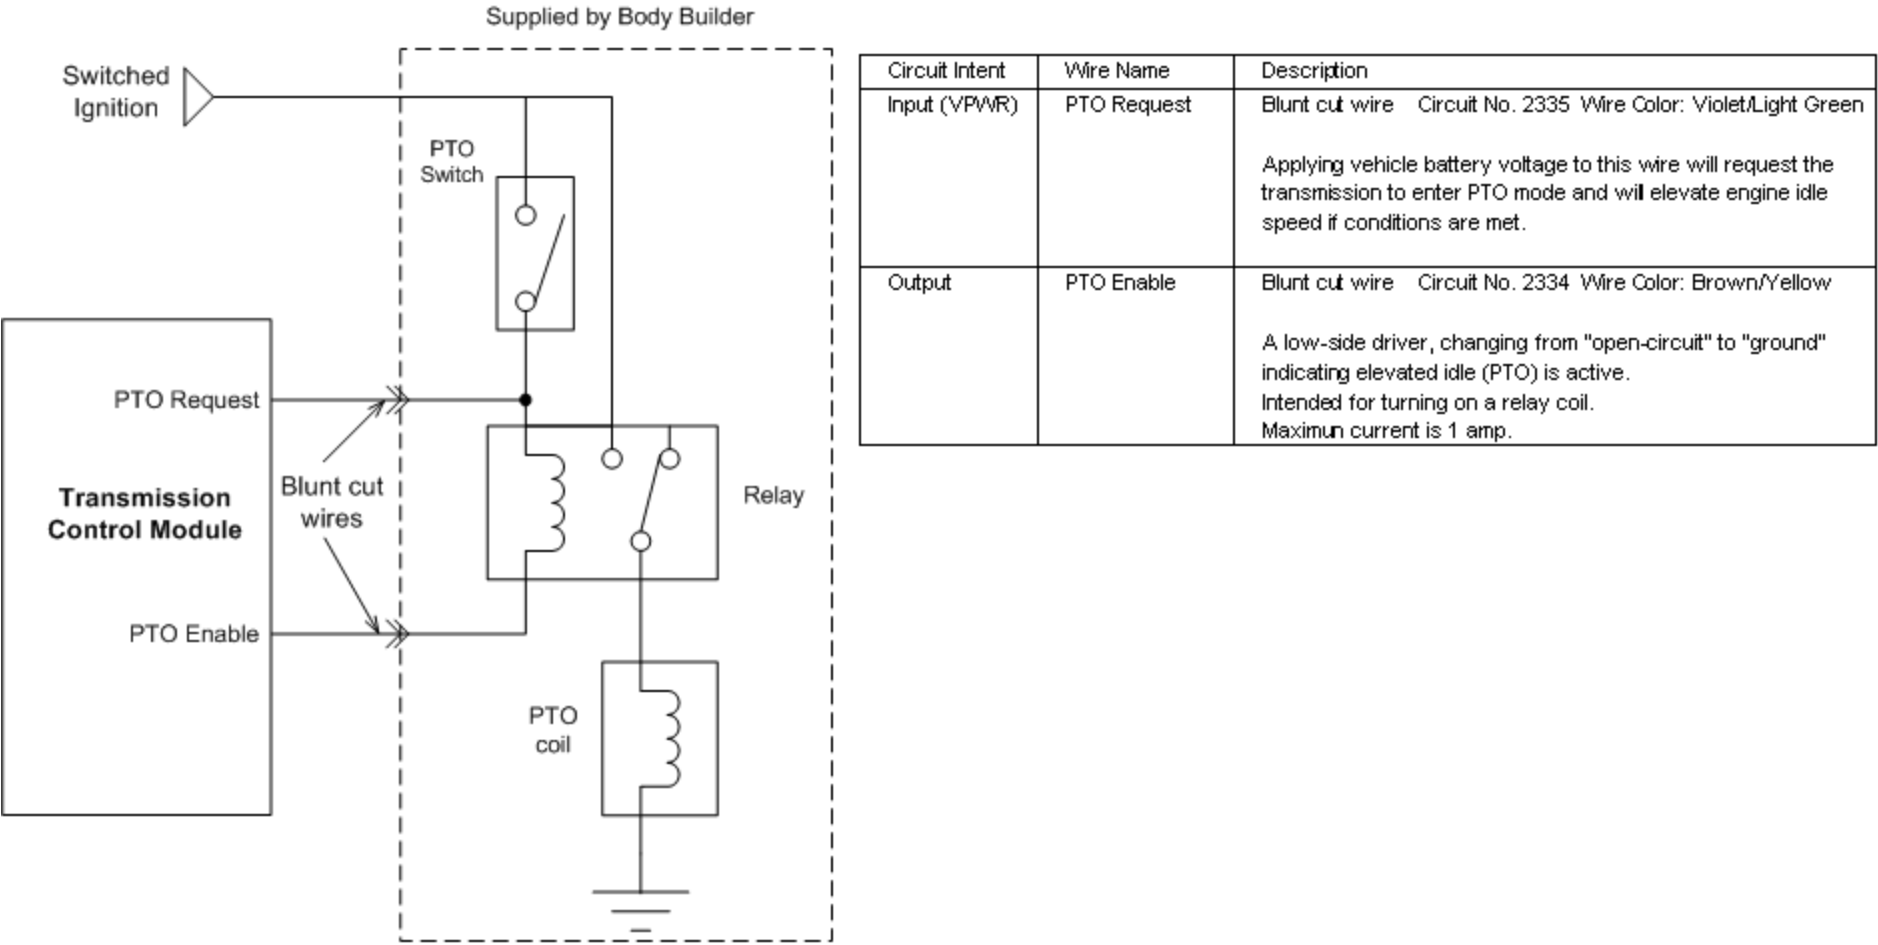 Supplied by Body Builder
Switched
Ignition
PTO
Switch
PTO Request
Blunt cut
wires
Transmission
Control Module
Relay
PTO Enable
PTO
coil
Circuit Intent Wire Name Description
Input (VPWR) PTO Request Blunt cut wire Circuit No. 2335 Wire Color: Violet/Light Green
Applying vehicle battery voltage to this wire will request the
transmission to enter PTO mode and will elevate engine idle
speed if conditions are met.
Output PTO Enable Blunt cut wire Circuit No. 2334 Wire Color: Brown/Yellow
A low-side driver, changing from "open-circuit" to "ground"
indicating elevated idle (PTO) is active.
Intended for turning on a relay coil.
Maximun current is 1 amp.